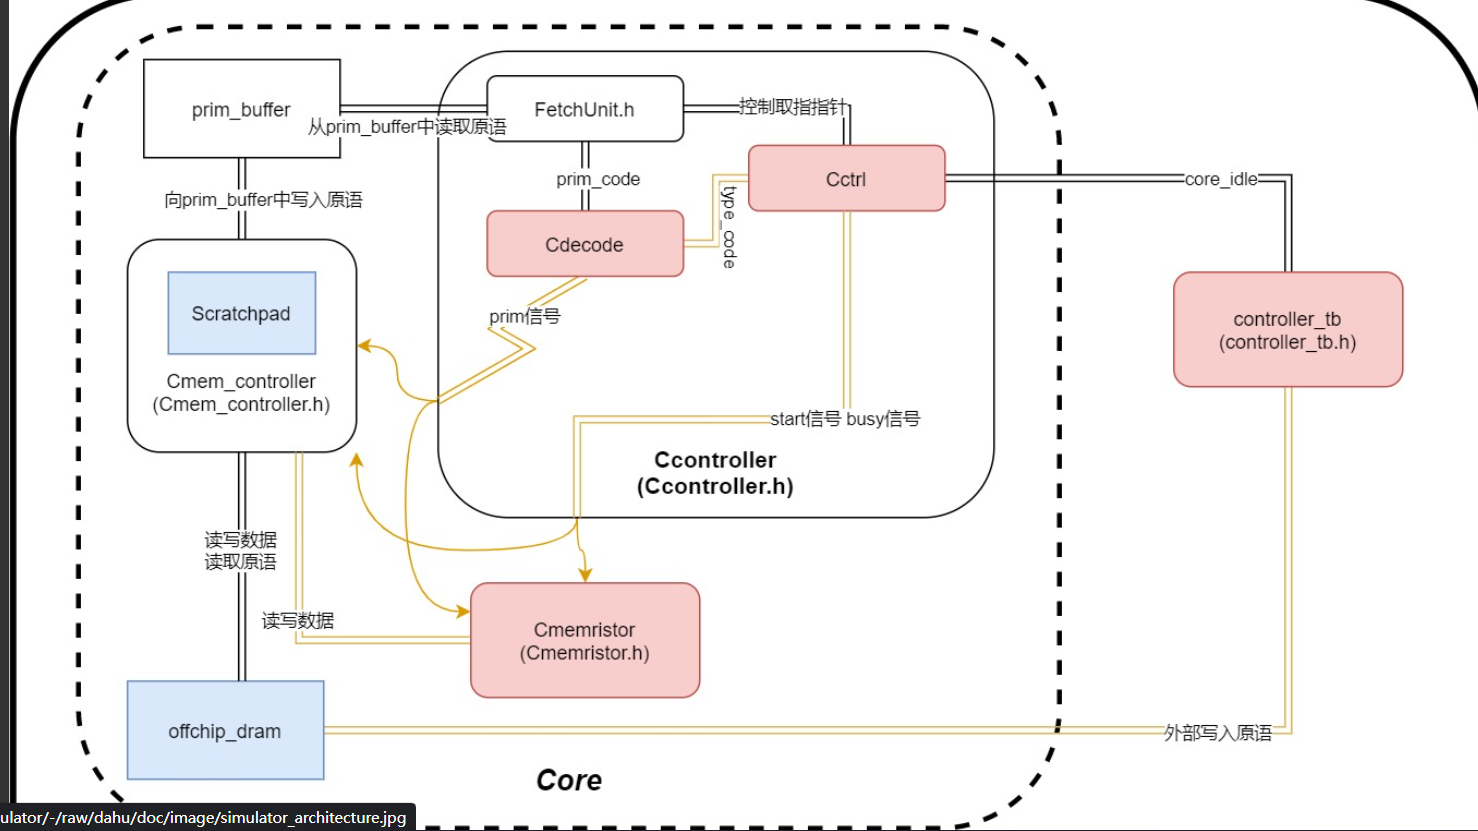 prim_buffer
FetchUnit.h
控制取指指针
从prim_buffer中读取原语
prim_code
Cctrl
core_idle
type_code
向prim_buffer中写入原语
Cdecode
Scratchpad
prim信号
controller_tb
(controller_tb.h)
Cmem_controller
(Cmem_controller.h)
start信号
busy信号
Ccontroller
(Ccontroller.h)
读写数据
读取原语
读写数据
Cmemristor
(Cmemristor.h)
offchip_dram
外部写入原语
Core
ulator/-/raw/dahu/doc/image/simulator_architecture.jpg